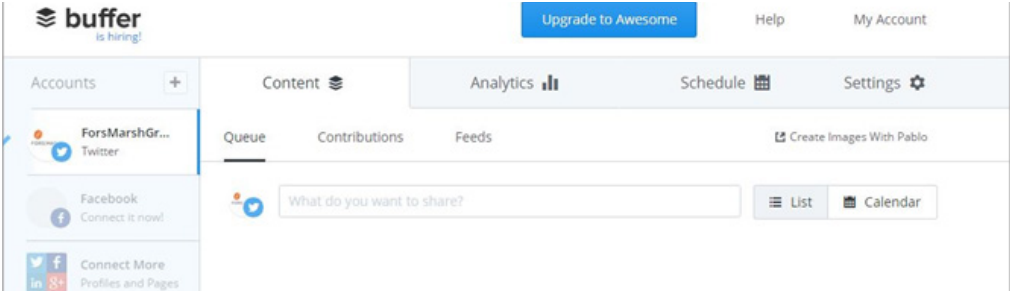 buffer
is hiring!
Upgrade to Awesome
Help
My Account
Accounts
+
Content
Analytics
Schedule
Settings
ForsMarshGr...
Twitter
Queue
Contributions
Feeds
Create Images With Pablo
Facebook
Connect it now!
What do you want to share?
List
Calendar
Connect More
Profiles and Pages